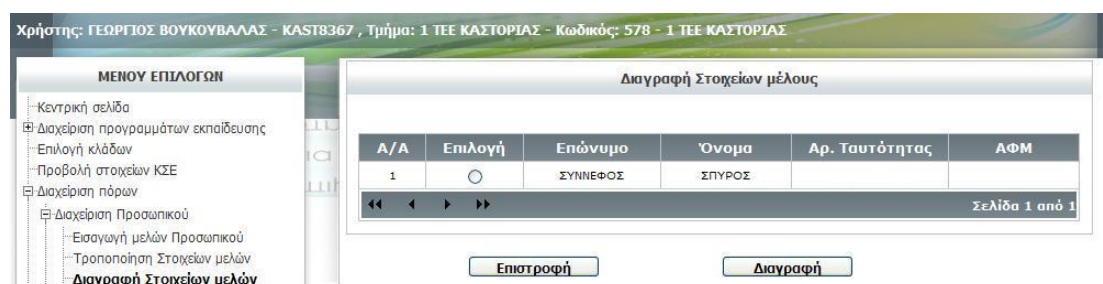 Χρήστης: ΓΕΩΡΓΙΟΣ ΒΟΥΚΟΥΒΑΛΑΣ - KAST8367 , Τμήμα: 1 ΤΕΕ ΚΑΣΤΟΡΙΑΣ - Κωδικός: 578 - 1 ΤΕΕ ΚΑΣΤΟΡΙΑΣ
ΜΕΝΟΥ ΕΠΙΛΟΓΩΝ
Κεντρική σελίδα
Διαχείριση προγραμμάτων εκπαίδευσης
Επιλογή κλάδων
Προβολή στοιχείων ΚΣΕ
Διαχείριση πόρων
Διαχείριση Προσωπικού
Εισαγωγή μελών Προσωπικού
Τροποποίηση Στοιχείων μελών
Διαγραφή Στοιχείων μελών
Διαγραφή Στοιχείων μέλους
Α/Α Επιλογή Επώνυμο Όνομα Αρ. Ταυτότητας ΑΦΜ
1 ΣΥΝΝΕΦΟΣ ΣΠΥΡΟΣ
Σελίδα 1 από 1
Επιστροφή Διαγραφή